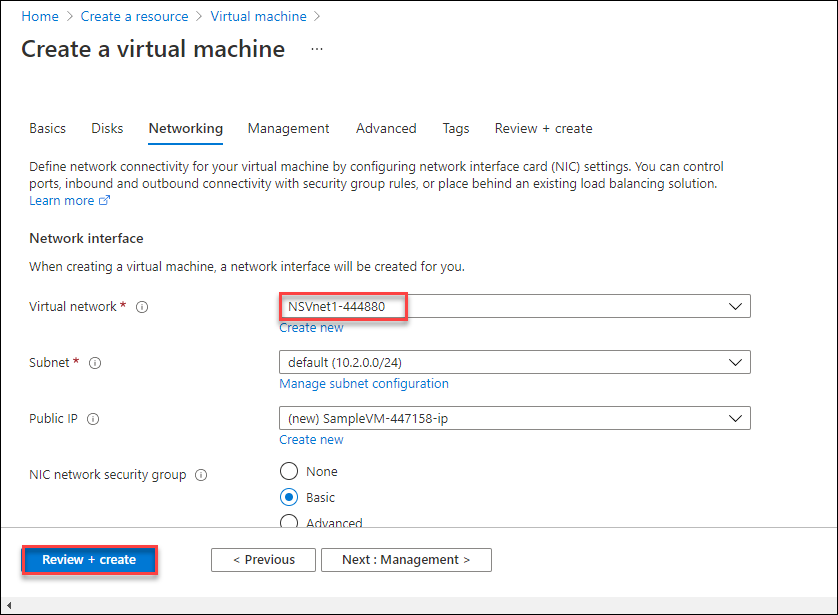 Home > Create a resource > Virtual machine >
Create a virtual machine ...
Basics Disks Networking Management Advanced Tags Review + create
Define network connectivity for your virtual machine by configuring network interface card (NIC) settings. You can control
ports, inbound and outbound connectivity with security group rules, or place behind an existing load balancing solution.
Learn more
Network interface
When creating a virtual machine, a network interface will be created for you.
Virtual network * NSVnet1-444880
Create new
Subnet * default (10.2.0.0/24)
Manage subnet configuration
Public IP (new) SampleVM-447158-ip
Create new
NIC network security group None
Basic
Advanced
Review + create < Previous Next : Management >